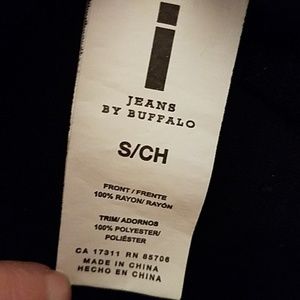 i
JEANS
BY BUFFALO
S/CH
FRONT/FRENTE
100% RAYON/RAYÓN
TRIM/ADORNOS
100% POLYESTER/
POLIÉSTER
CA 17311 RN 85706
MADE IN CHINA
HECHO EN CHINA